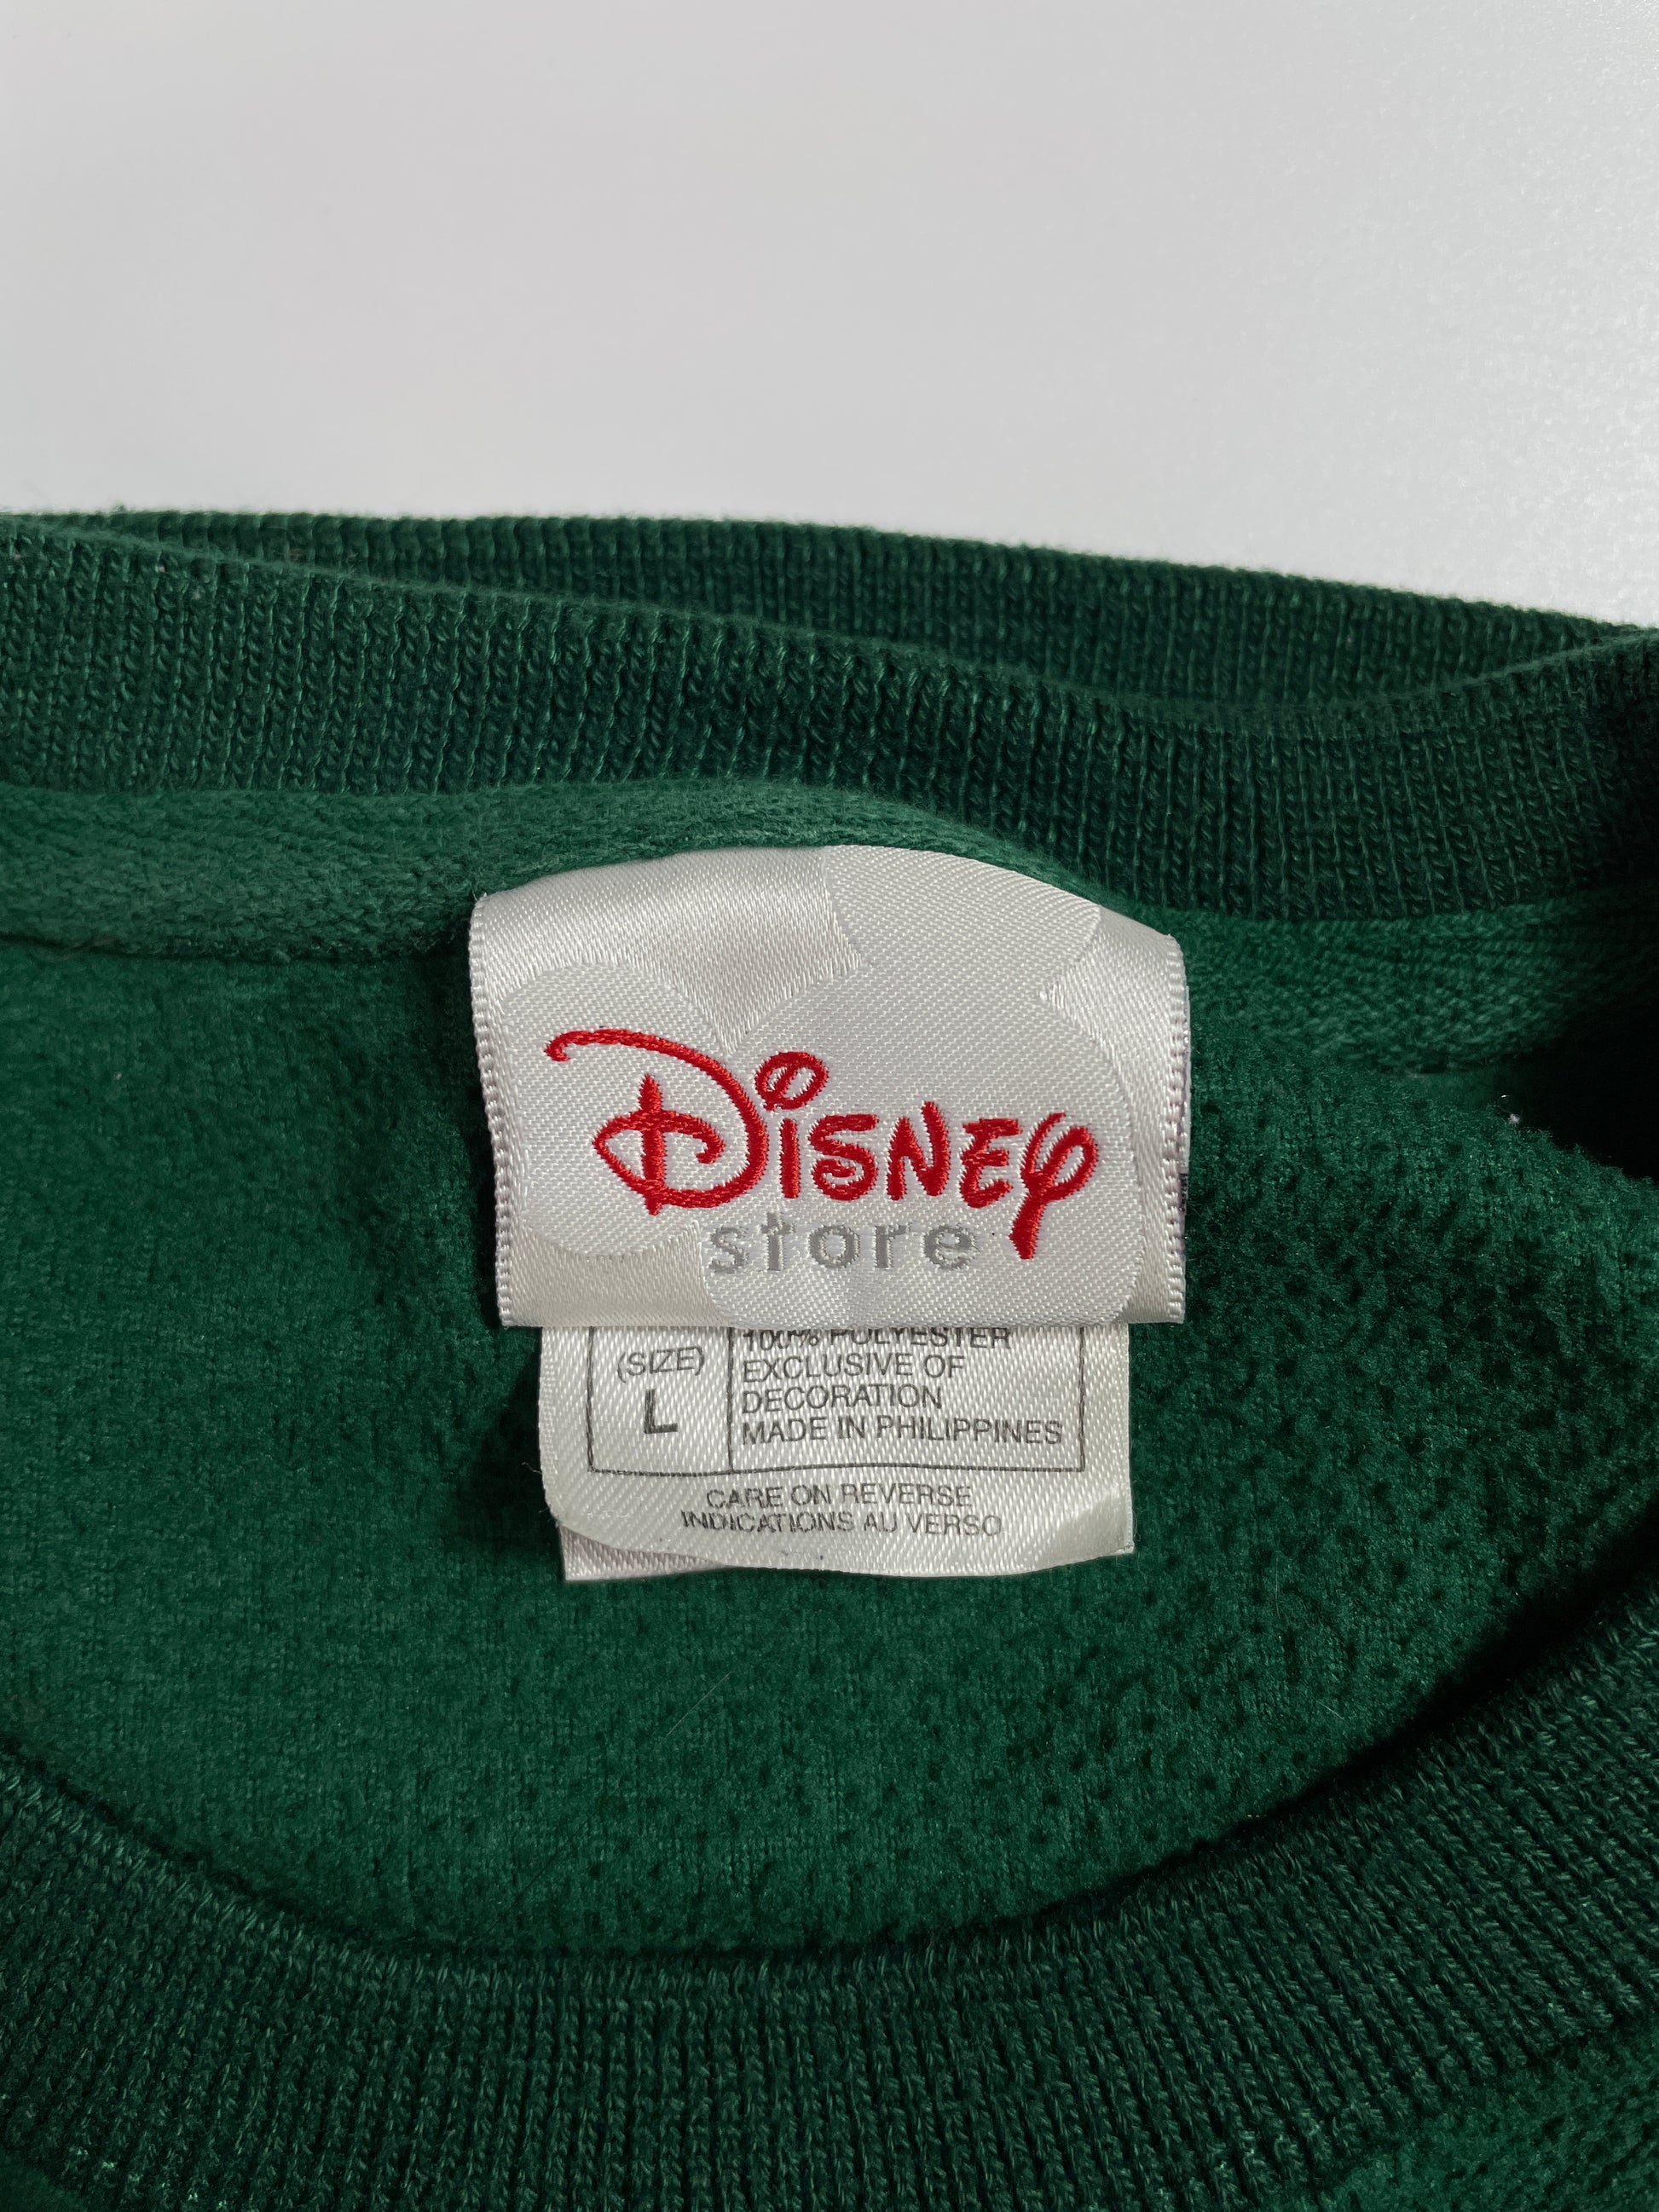 Disney
store
(SIZE)
L
100% POLYESTER
EXCLUSIVE OF
DECORATION
MADE IN PHILIPPINES
CARE ON REVERSE
INDICATIONS AU VERSO